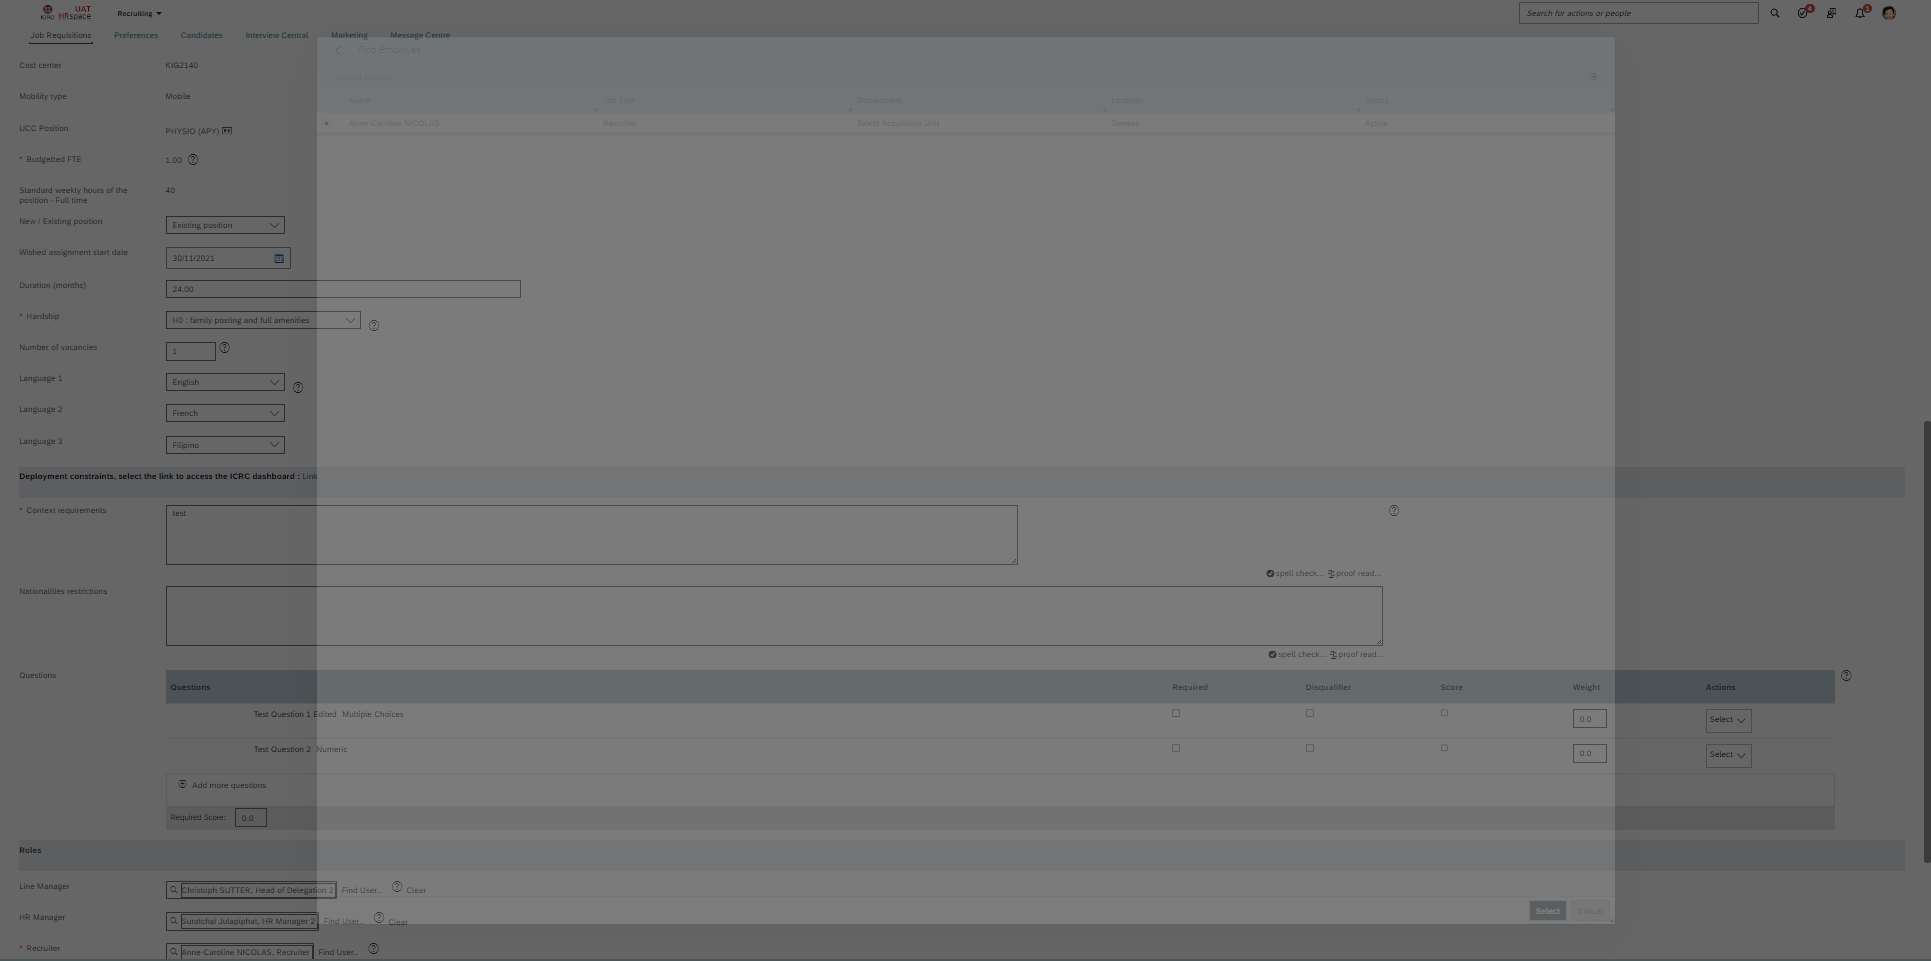 UAT
ICRC HRspace
Recruiting
Search for actions or people
4
1
Job Requisitions
Preferences
Candidates
Interview Central
Marketing
Message Centre
Find Employee
Cost center
KIG2140
Name
Job Title
Department
Location
Status
Mobility type
Mobile
Anne-Caroline NICOLAS
Recruiter
Talent Acquisition Unit
Geneva
Active
UCC Position
PHYSIO (APY)
* Budgetted FTE
1.00
Standard weekly hours of the
position - Full time
40
New / Existing position
Existing position
Wished assignment start date
30/11/2021
Duration (months)
24.00
* Hardship
H0 : family posting and full amenities
Number of vacancies
1
Language 1
English
Language 2
French
Language 3
Filipino
Deployment constraints, select the link to access the ICRC dashboard : Link
* Context requirements
test
spell check... proof read...
Nationalities restrictions
spell check... proof read...
Questions
Questions
Required
Disqualifier
Score
Weight
Actions
Test Question 1 Edited Multiple Choices
0.0
Select
Test Question 2 Numeric
0.0
Select
Add more questions
Required Score:
0.0
Roles
Line Manager
Christoph SUTTER, Head of Delegation 2
Find User..
Clear
HR Manager
Suratchai Julapiphat, HR Manager 2
Find User..
Clear
Select
Cancel
* Recruiter
Anne-Caroline NICOLAS, Recruiter
Find User..